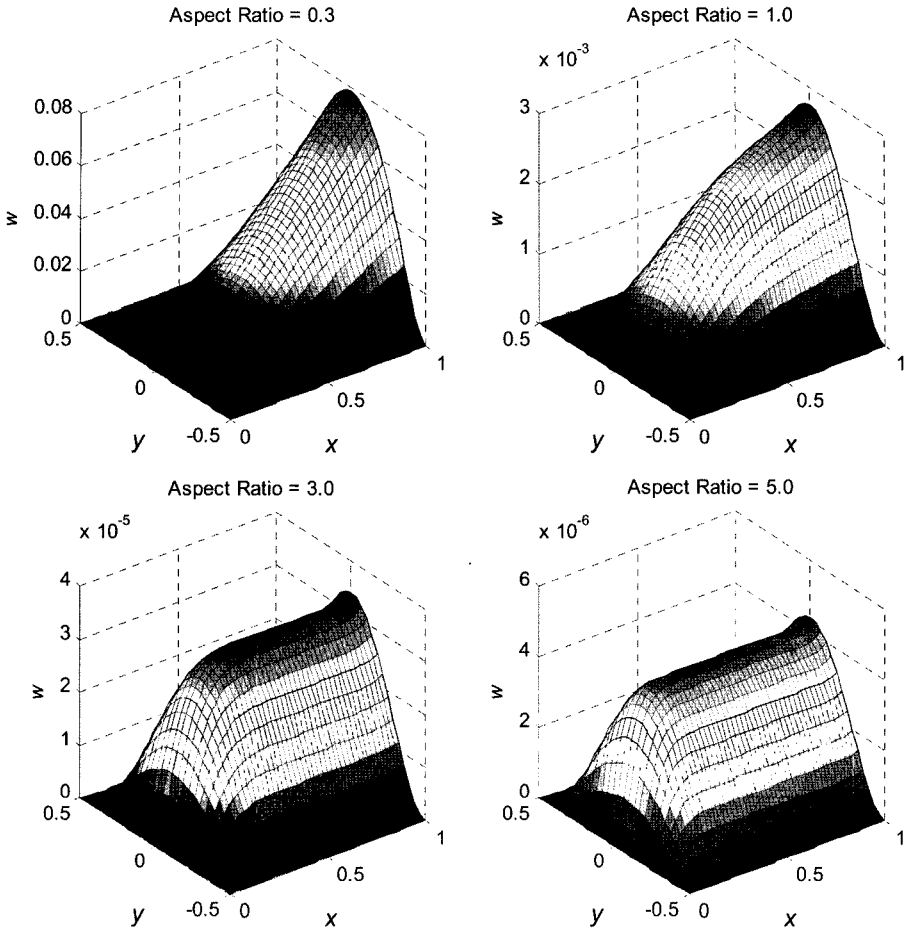 Aspect Ratio = 0.3
0.08
0.06
0.04
0.02
0
w
0.5
0
-0.5
y
0
0.5
1
x
Aspect Ratio = 1.0
x 10-3
3
2
1
0
w
0.5
0
-0.5
y
0
0.5
1
x
Aspect Ratio = 3.0
x 10-5
4
3
2
1
0
w
0.5
0
-0.5
y
0
0.5
1
x
Aspect Ratio = 5.0
x 10-6
6
4
2
0
w
0.5
0
-0.5
y
0
0.5
1
x